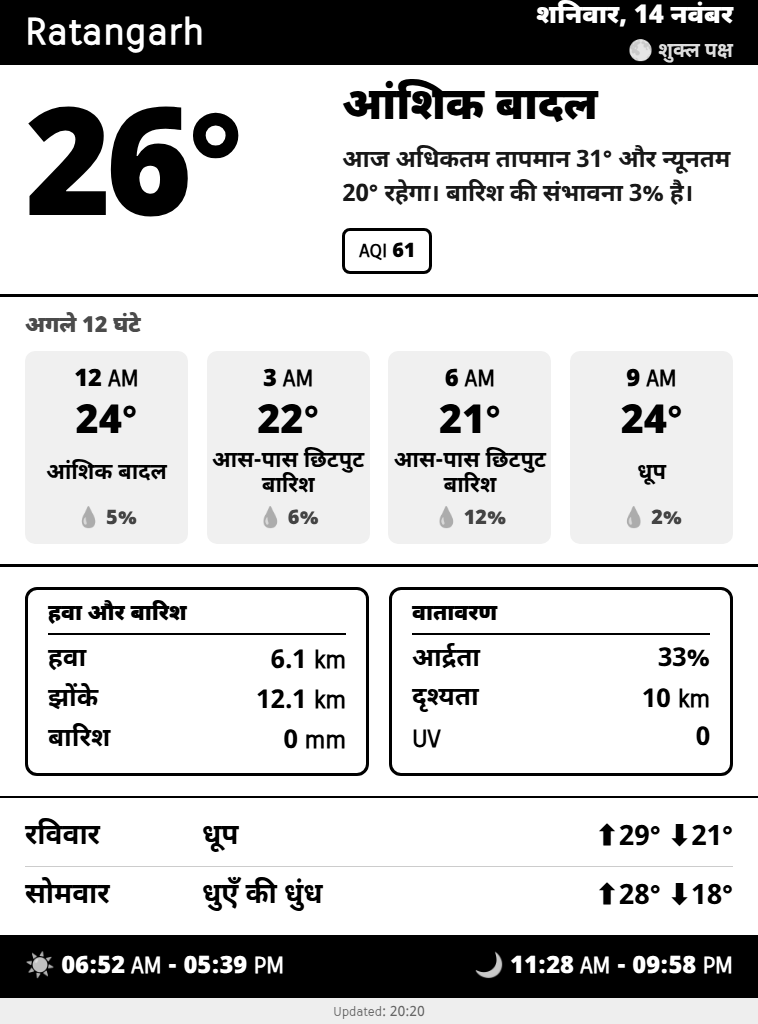 Ratangarh
शनिवार, 14 नवंबर
शुक्ल पक्ष
26°
आंशिक बादल
आज अधिकतम तापमान 31° और न्यूनतम
20° रहेगा। बारिश की संभावना 3% है।
AQI 61
अगले 12 घंटे
12 AM
24°
आंशिक बादल
5%
3 AM
22°
आस-पास छिटपुट
बारिश
6%
6 AM
21°
आस-पास छिटपुट
बारिश
12%
9 AM
24°
धूप
2%
हवा और बारिश
हवा 6.1 km
झोंके 12.1 km
बारिश 0 mm
वातावरण
आर्द्रता 33%
दृश्यता 10 km
UV 0
रविवार धूप ⬆29° ⬇21°
सोमवार धुएँ की धुंध ⬆28° ⬇18°
06:52 AM - 05:39 PM
11:28 AM - 09:58 PM
Updated: 20:20